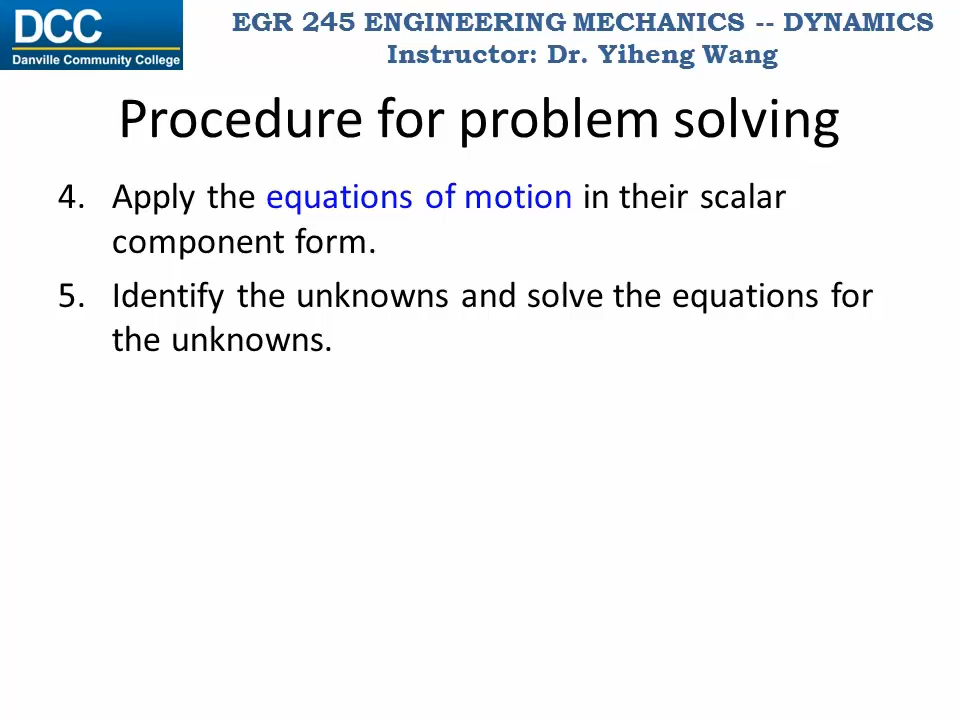 DCC
Danville Community College
EGR 245 ENGINEERING MECHANICS -- DYNAMICS
Instructor: Dr. Yiheng Wang
Procedure for problem solving
4. Apply the equations of motion in their scalar
component form.
5. Identify the unknowns and solve the equations for
the unknowns.